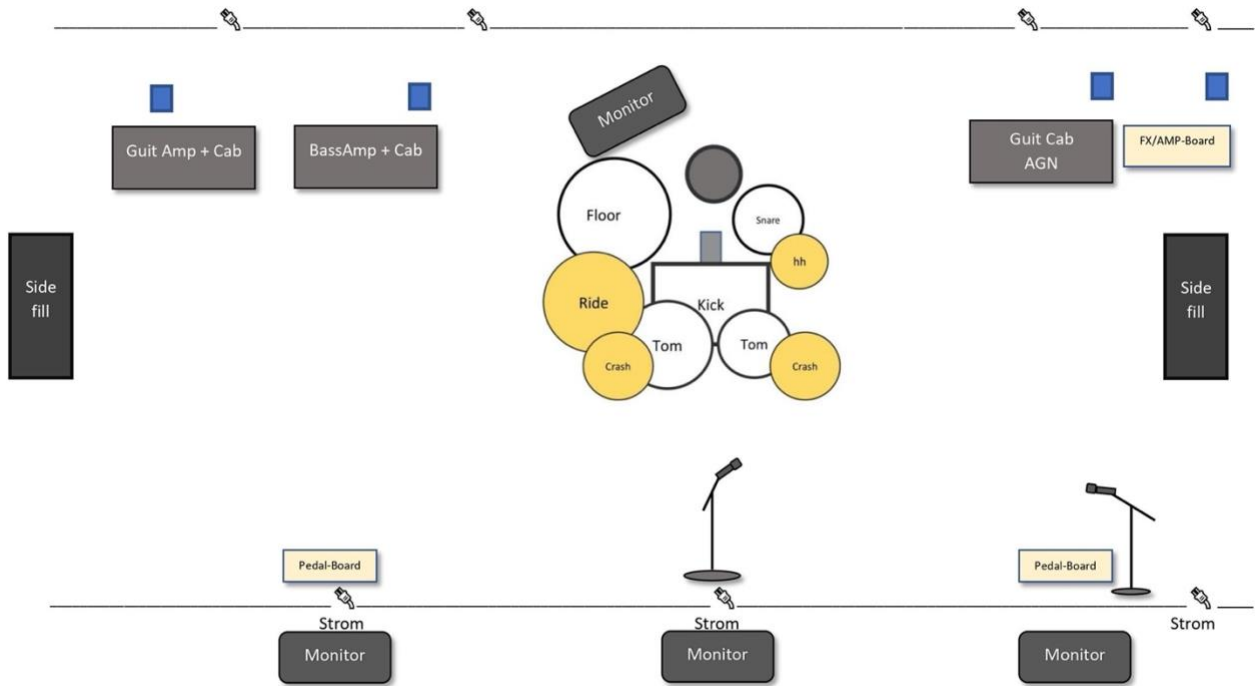 Monitor
Guit Amp + Cab
BassAmp + Cab
Guit Cab
AGN
FX/AMP-Board
Floor
Snare
hh
Side
fill
Ride
Kick
Side
fill
Tom
Tom
Crash
Crash
Pedal-Board
Pedal-Board
Strom
Strom
Strom
Monitor
Monitor
Monitor